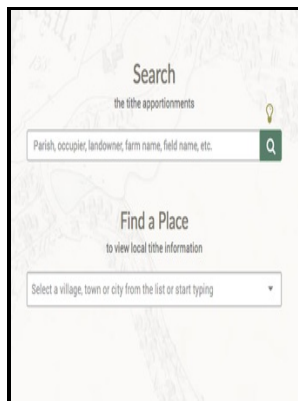 Search
the tithe apportionments
Parish, occupier, landowner, farm name, field name, etc.
Find a Place
to view local tithe information
Select a village, town or city from the list or start typing